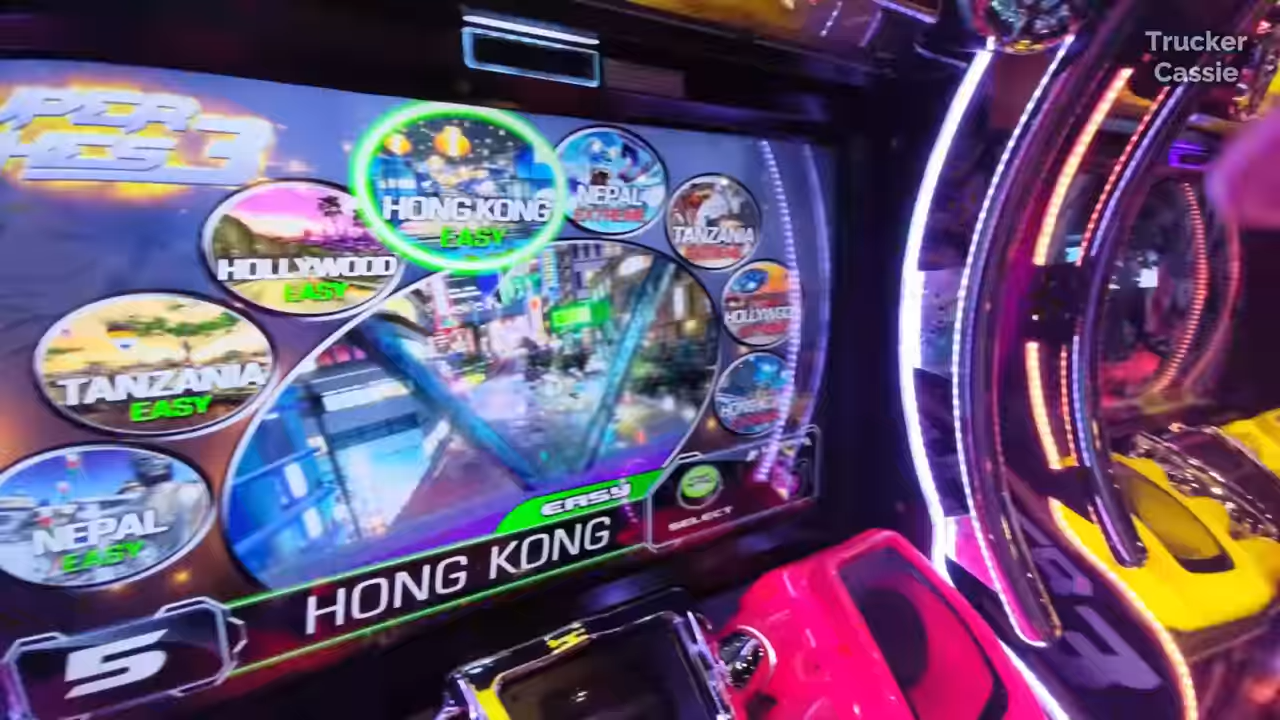 Trucker
Cassie
3
HONG KONG
EASY
NEPAL
EXTREME
TANZANIA
HOLLYWOOD
EASY
TANZANIA
EASY
NEPAL
EASY
EASY
HONG KONG
SELECT
5